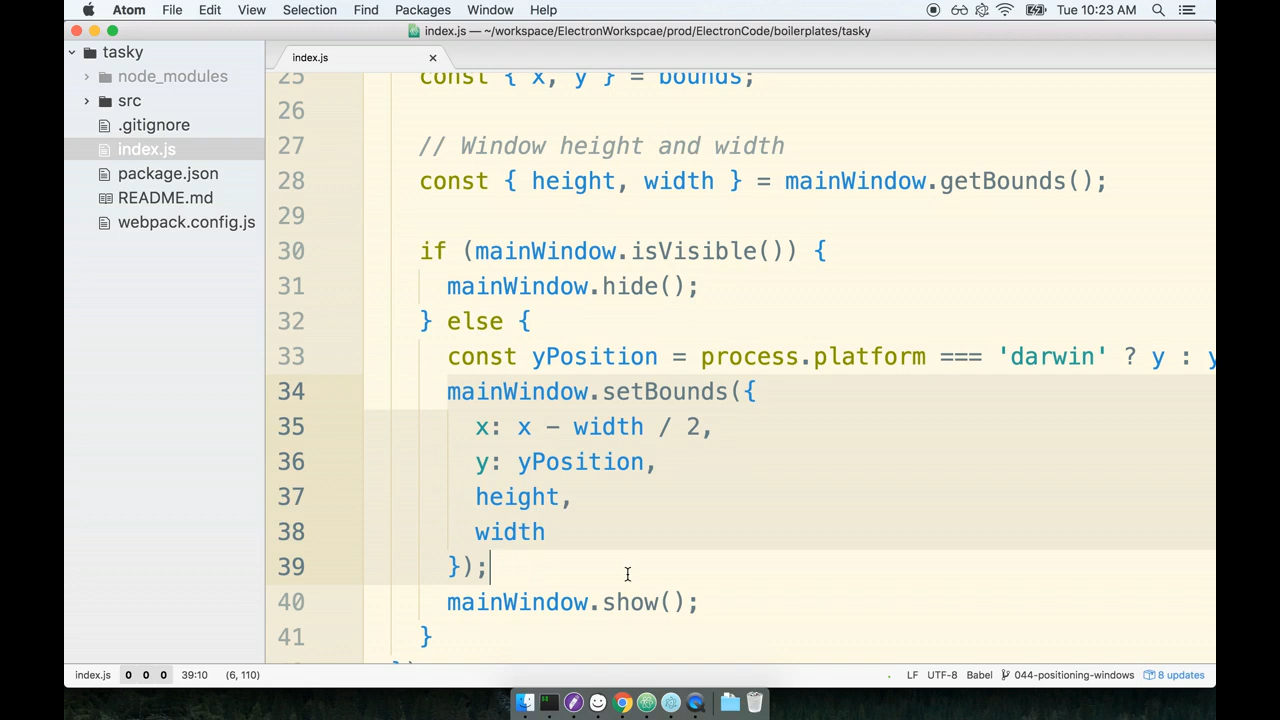 Atom File Edit View Selection Find Packages Window Help Tue 10:23 AM
index.js — ~/workspace/ElectronWorkspcae/prod/ElectronCode/boilerplates/tasky
tasky
node_modules
src
.gitignore
index.js
package.json
README.md
webpack.config.js
index.js
25 const { x, y } = bounds;
26
27 // Window height and width
28 const { height, width } = mainWindow.getBounds();
29
30 if (mainWindow.isVisible()) {
31 mainWindow.hide();
32 } else {
33 const yPosition = process.platform === 'darwin' ? y : y
34 mainWindow.setBounds({
35 x: x - width / 2,
36 y: yPosition,
37 height,
38 width
39 });
40 mainWindow.show();
41 }
index.js 0 0 0 39:10 (6, 110) LF UTF-8 Babel 044-positioning-windows 8 updates